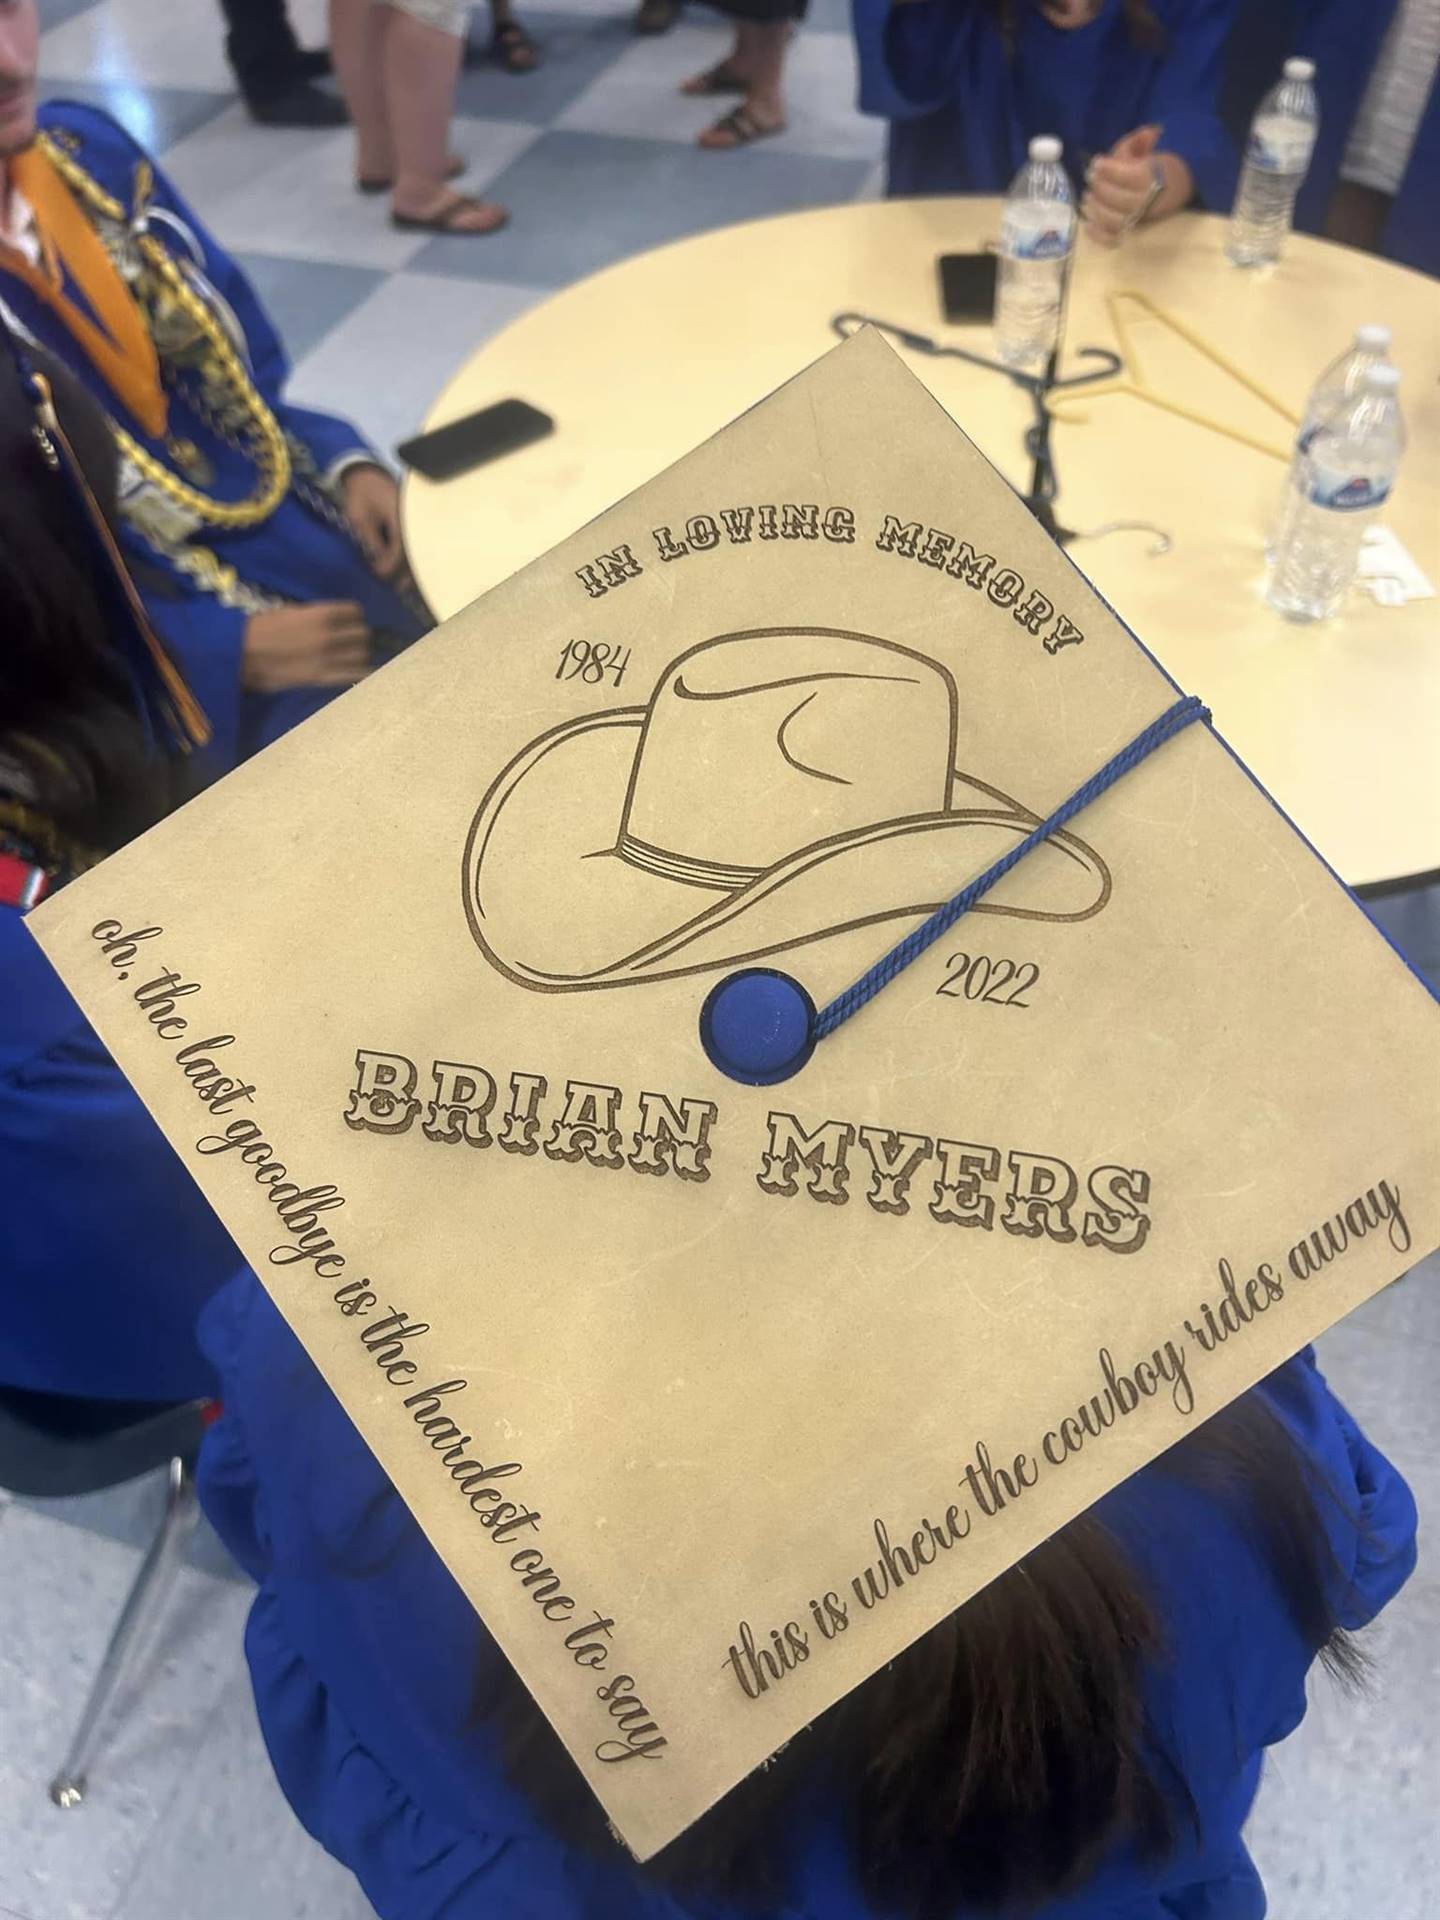 IN LOVING MEMORY
1984
2022
BRIAN MYERS
oh, the last goodbye is the hardest one to say
this is where the cowboy rides away